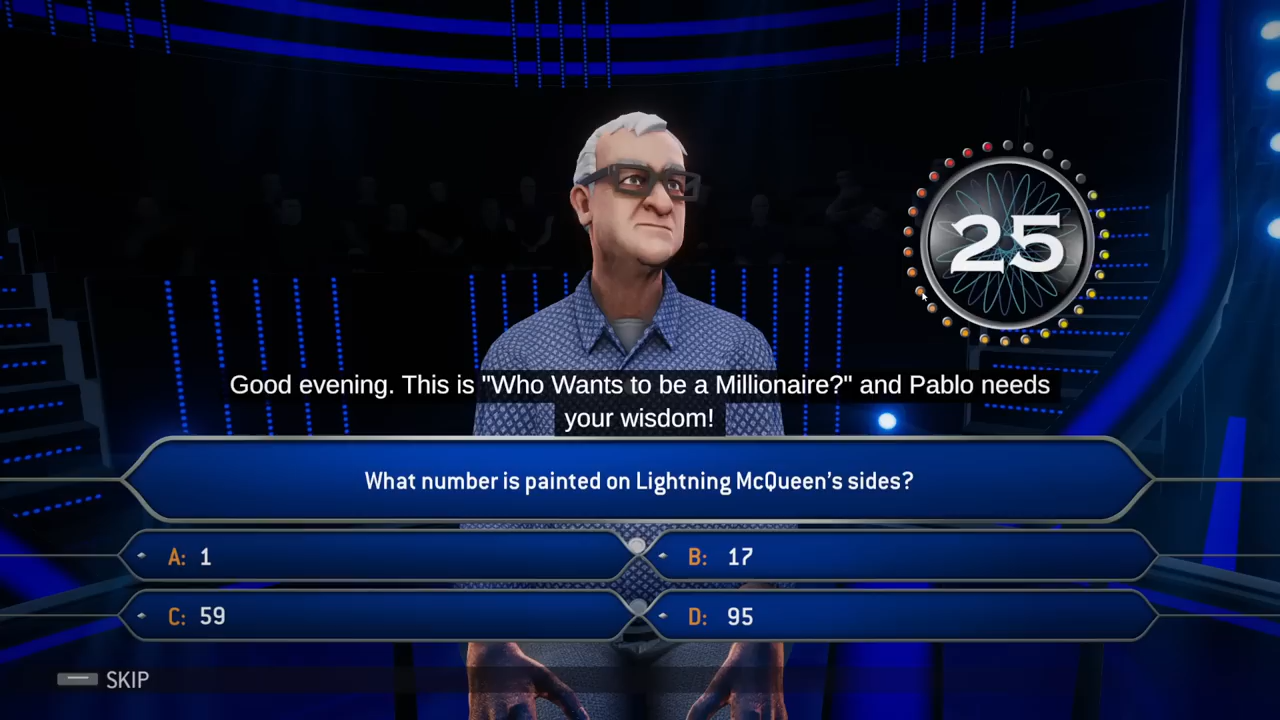 25
Good evening. This is "Who Wants to be a Millionaire?" and Pablo needs
your wisdom!
What number is painted on Lightning McQueen's sides?
A: 1
B: 17
C: 59
D: 95
SKIP